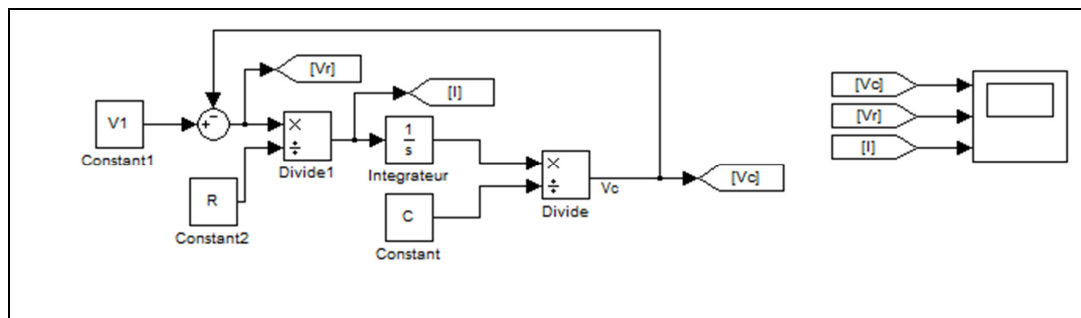 [Vr]
[I]
V1
Constant1
+
−
×
÷
Divide1
1
s
Integrateur
R
Constant2
C
Constant
×
÷
Divide
Vc
[Vc]
[Vc]
[Vr]
[I]